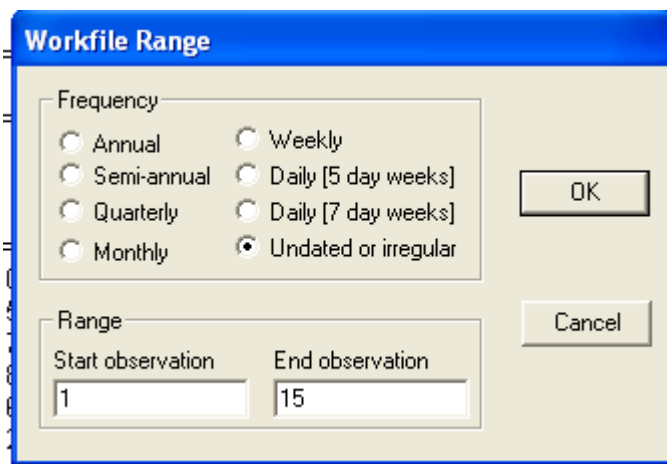 Workfile Range
Frequency
Annual
Semi-annual
Quarterly
Monthly
Weekly
Daily [5 day weeks]
Daily [7 day weeks]
Undated or irregular
OK
Cancel
Range
Start observation
End observation
1
15